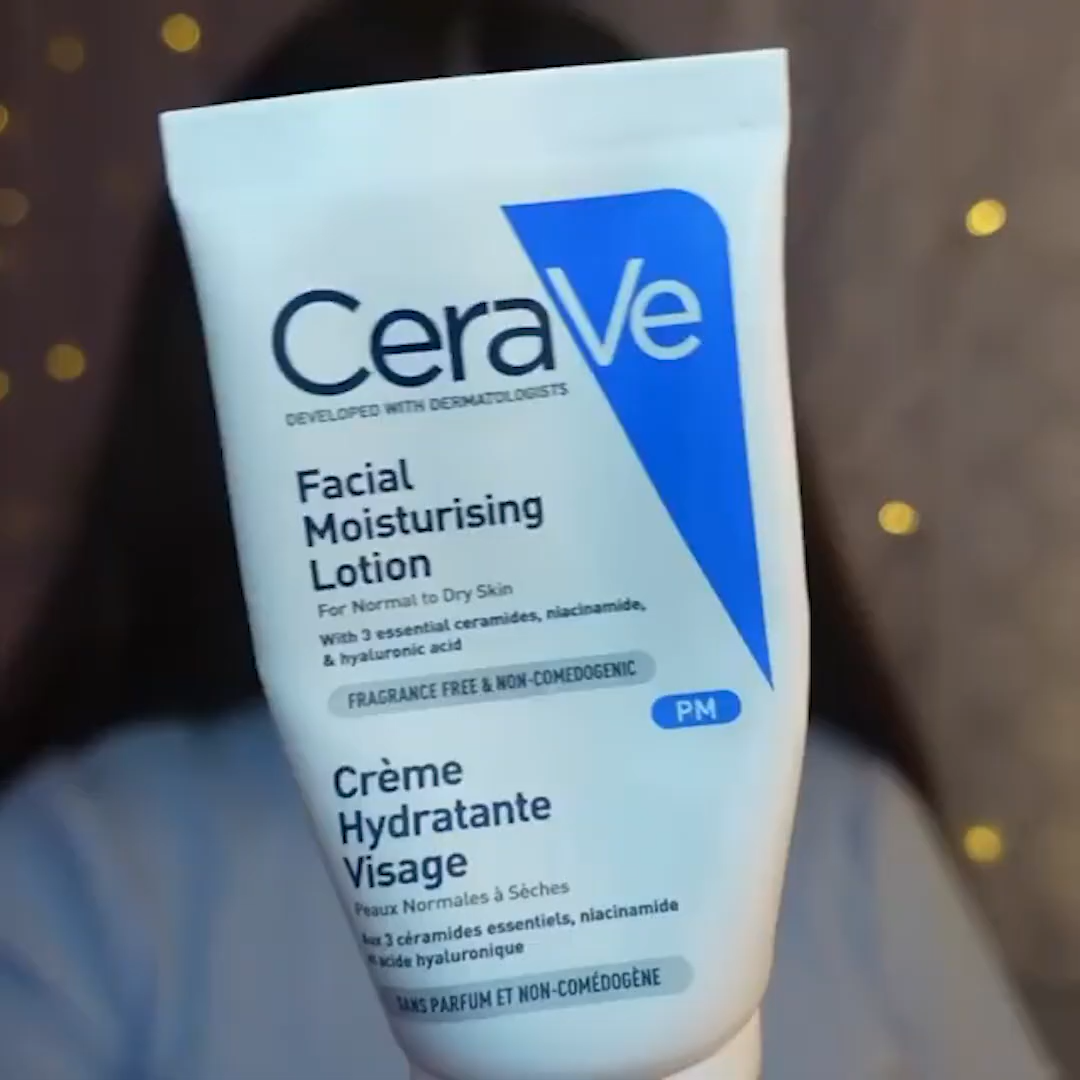 CeraVe
DEVELOPED WITH DERMATOLOGISTS
Facial
Moisturising
Lotion
For Normal to Dry Skin
With 3 essential ceramides, niacinamide,
& hyaluronic acid
FRAGRANCE FREE & NON-COMEDOGENIC
PM
Crème
Hydratante
Visage
Peaux Normales à Sèches
Aux 3 céramides essentiels, niacinamide
et acide hyaluronique
SANS PARFUM ET NON-COMÉDOGÈNE